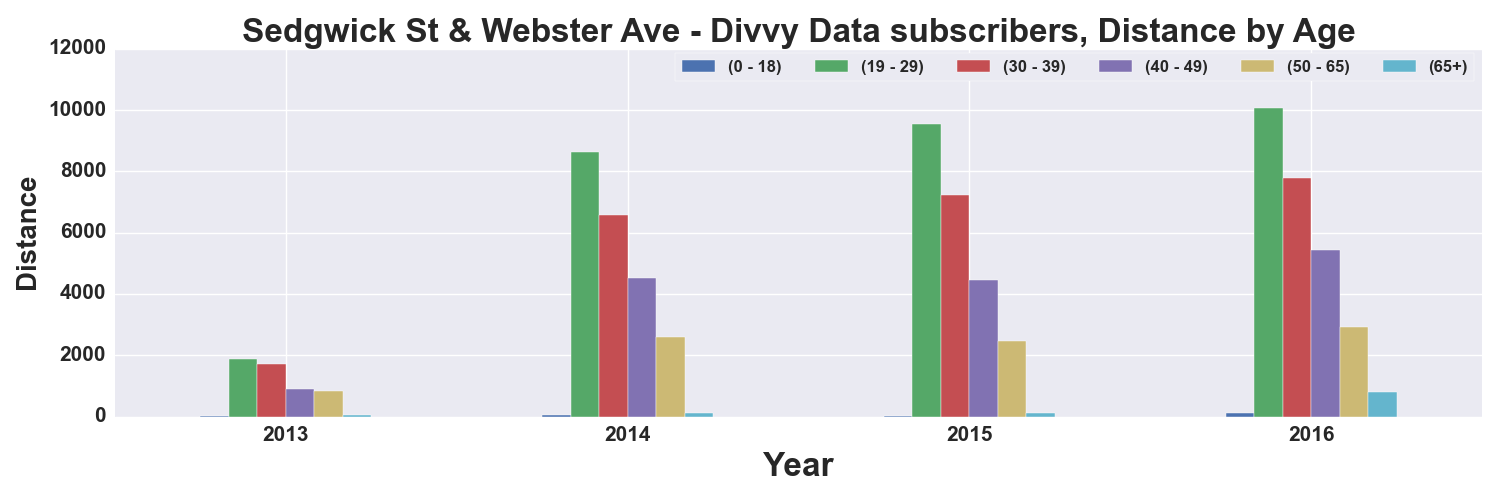 Sedgwick St & Webster Ave - Divvy Data subscribers, Distance by Age
12000
(0 - 18) (19 - 29) (30 - 39) (40 - 49) (50 - 65) (65+)
10000
8000
6000
4000
2000
0
Distance
2013 2014 2015 2016
Year